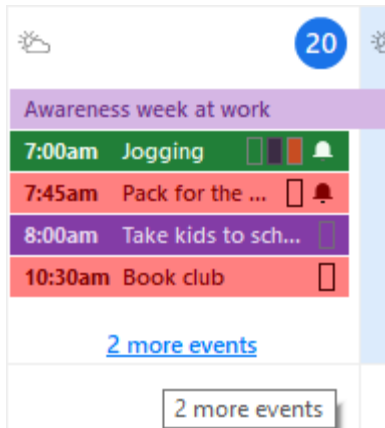 20
Awareness week at work
7:00am Jogging
7:45am Pack for the ...
8:00am Take kids to sch...
10:30am Book club
2 more events
2 more events